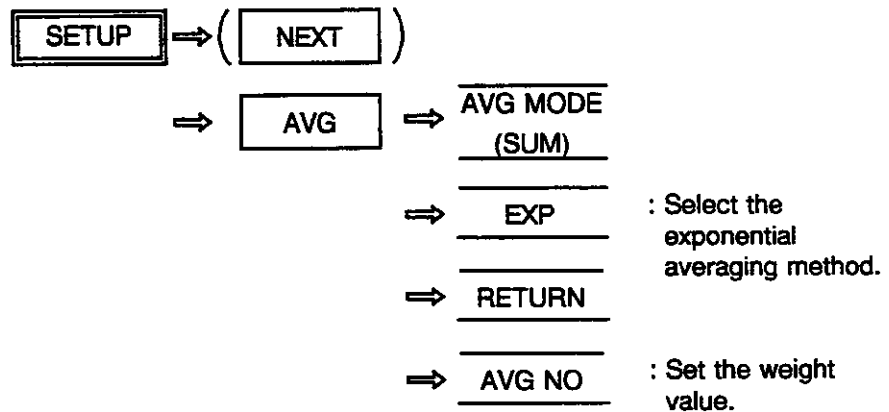 SETUP ⇒ ( NEXT )
⇒ AVG ⇒ AVG MODE
(SUM)
⇒ EXP : Select the
exponential
averaging method.
⇒ RETURN
⇒ AVG NO : Set the weight
value.